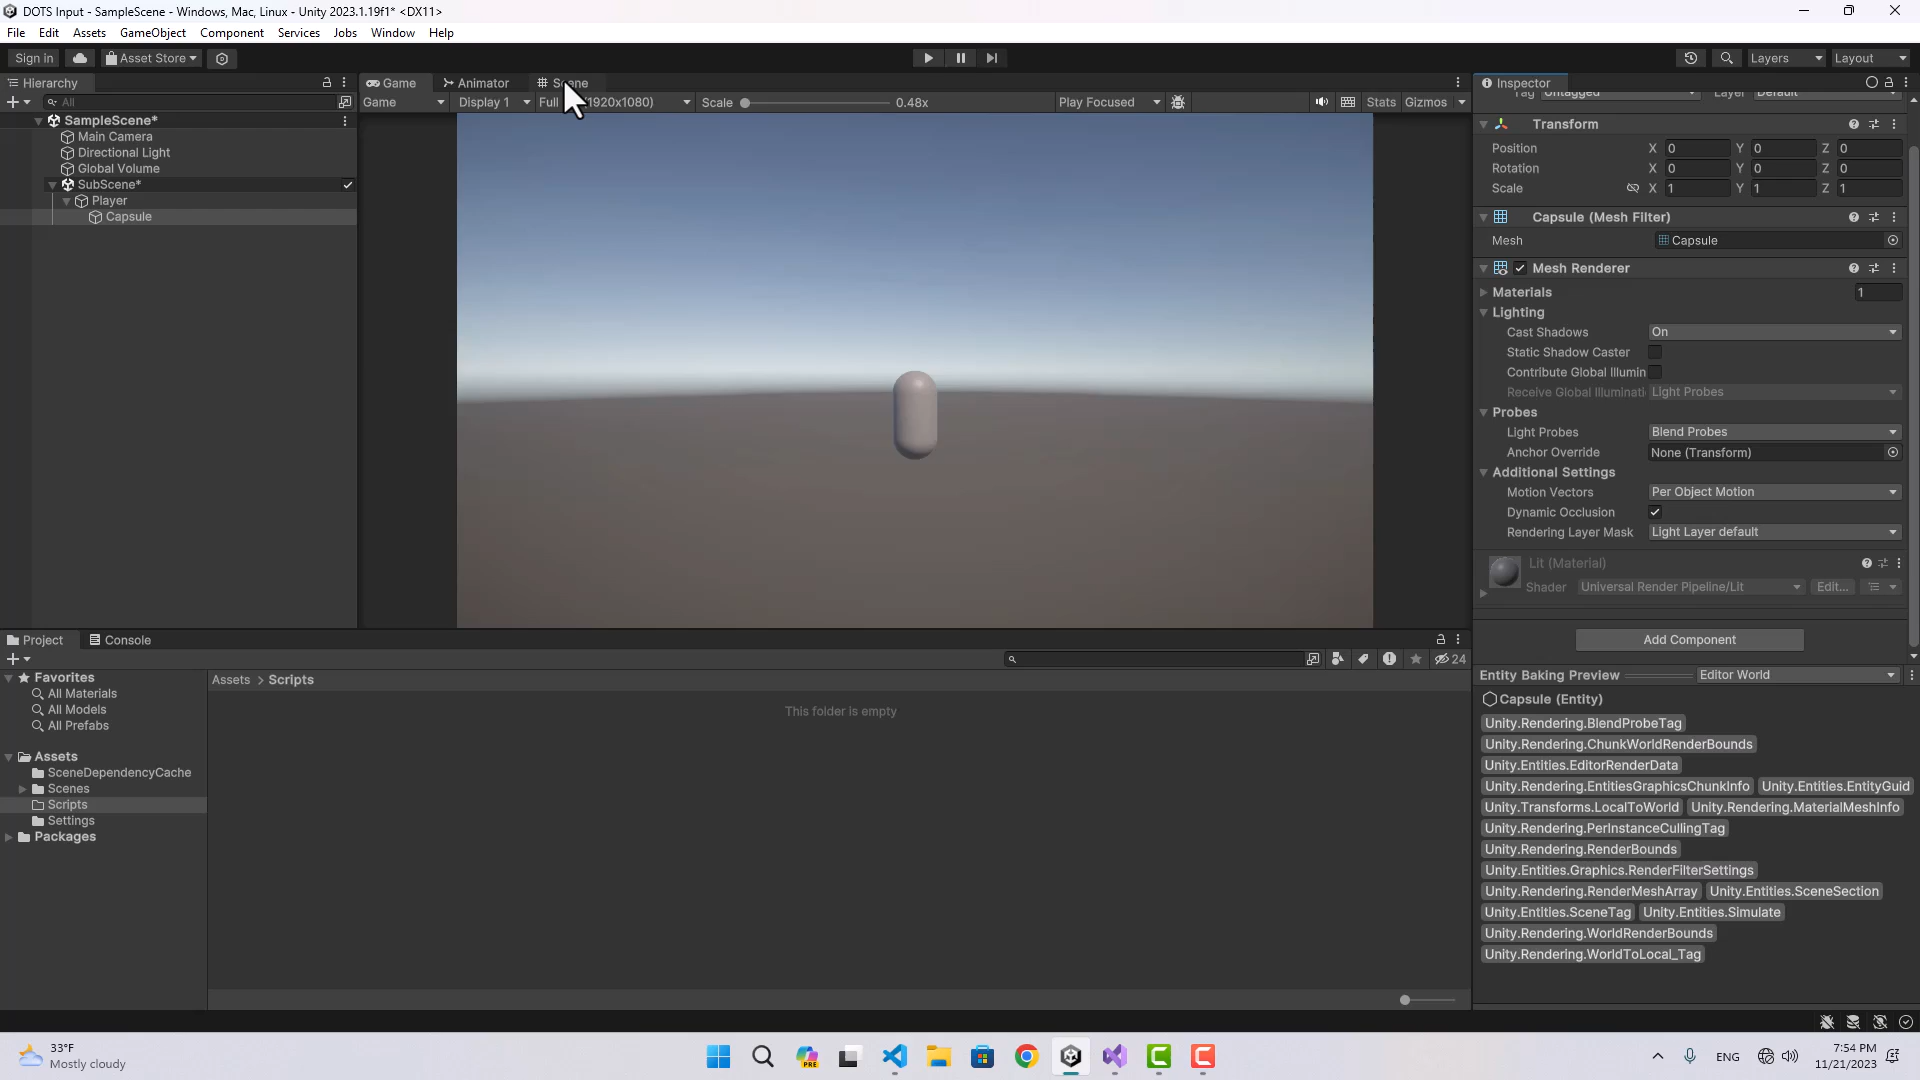 DOTS Input - SampleScene - Windows, Mac, Linux - Unity 2023.1.19f1* <DX11>
File Edit Assets GameObject Component Services Jobs Window Help
Sign in Asset Store Layers Layout
Hierarchy
All
SampleScene*
Main Camera
Directional Light
Global Volume
SubScene*
Player
Capsule
Game Animator Scene
Game Display 1 Full 1920x1080) Scale 0.48x Play Focused Stats Gizmos
Inspector
Tag Untagged Layer Default
Transform
Position X 0 Y 0 Z 0
Rotation X 0 Y 0 Z 0
Scale X 1 Y 1 Z 1
Capsule (Mesh Filter)
Mesh Capsule
Mesh Renderer
Materials 1
Lighting
Cast Shadows On
Static Shadow Caster
Contribute Global Illumin
Receive Global Illuminati Light Probes
Probes
Light Probes Blend Probes
Anchor Override None (Transform)
Additional Settings
Motion Vectors Per Object Motion
Dynamic Occlusion
Rendering Layer Mask Light Layer default
Lit (Material)
Shader Universal Render Pipeline/Lit Edit...
Add Component
Entity Baking Preview Editor World
Capsule (Entity)
Unity.Rendering.BlendProbeTag
Unity.Rendering.ChunkWorldRenderBounds
Unity.Entities.EditorRenderData
Unity.Rendering.EntitiesGraphicsChunkInfo Unity.Entities.EntityGuid
Unity.Transforms.LocalToWorld Unity.Rendering.MaterialMeshInfo
Unity.Rendering.PerInstanceCullingTag
Unity.Rendering.RenderBounds
Unity.Entities.Graphics.RenderFilterSettings
Unity.Rendering.RenderMeshArray Unity.Entities.SceneSection
Unity.Entities.SceneTag Unity.Entities.Simulate
Unity.Rendering.WorldRenderBounds
Unity.Rendering.WorldToLocal_Tag
Project Console
24
Favorites
All Materials
All Models
All Prefabs
Assets
SceneDependencyCache
Scenes
Scripts
Settings
Packages
Assets > Scripts
This folder is empty
33°F
Mostly cloudy
PRE
ENG
7:54 PM
11/21/2023